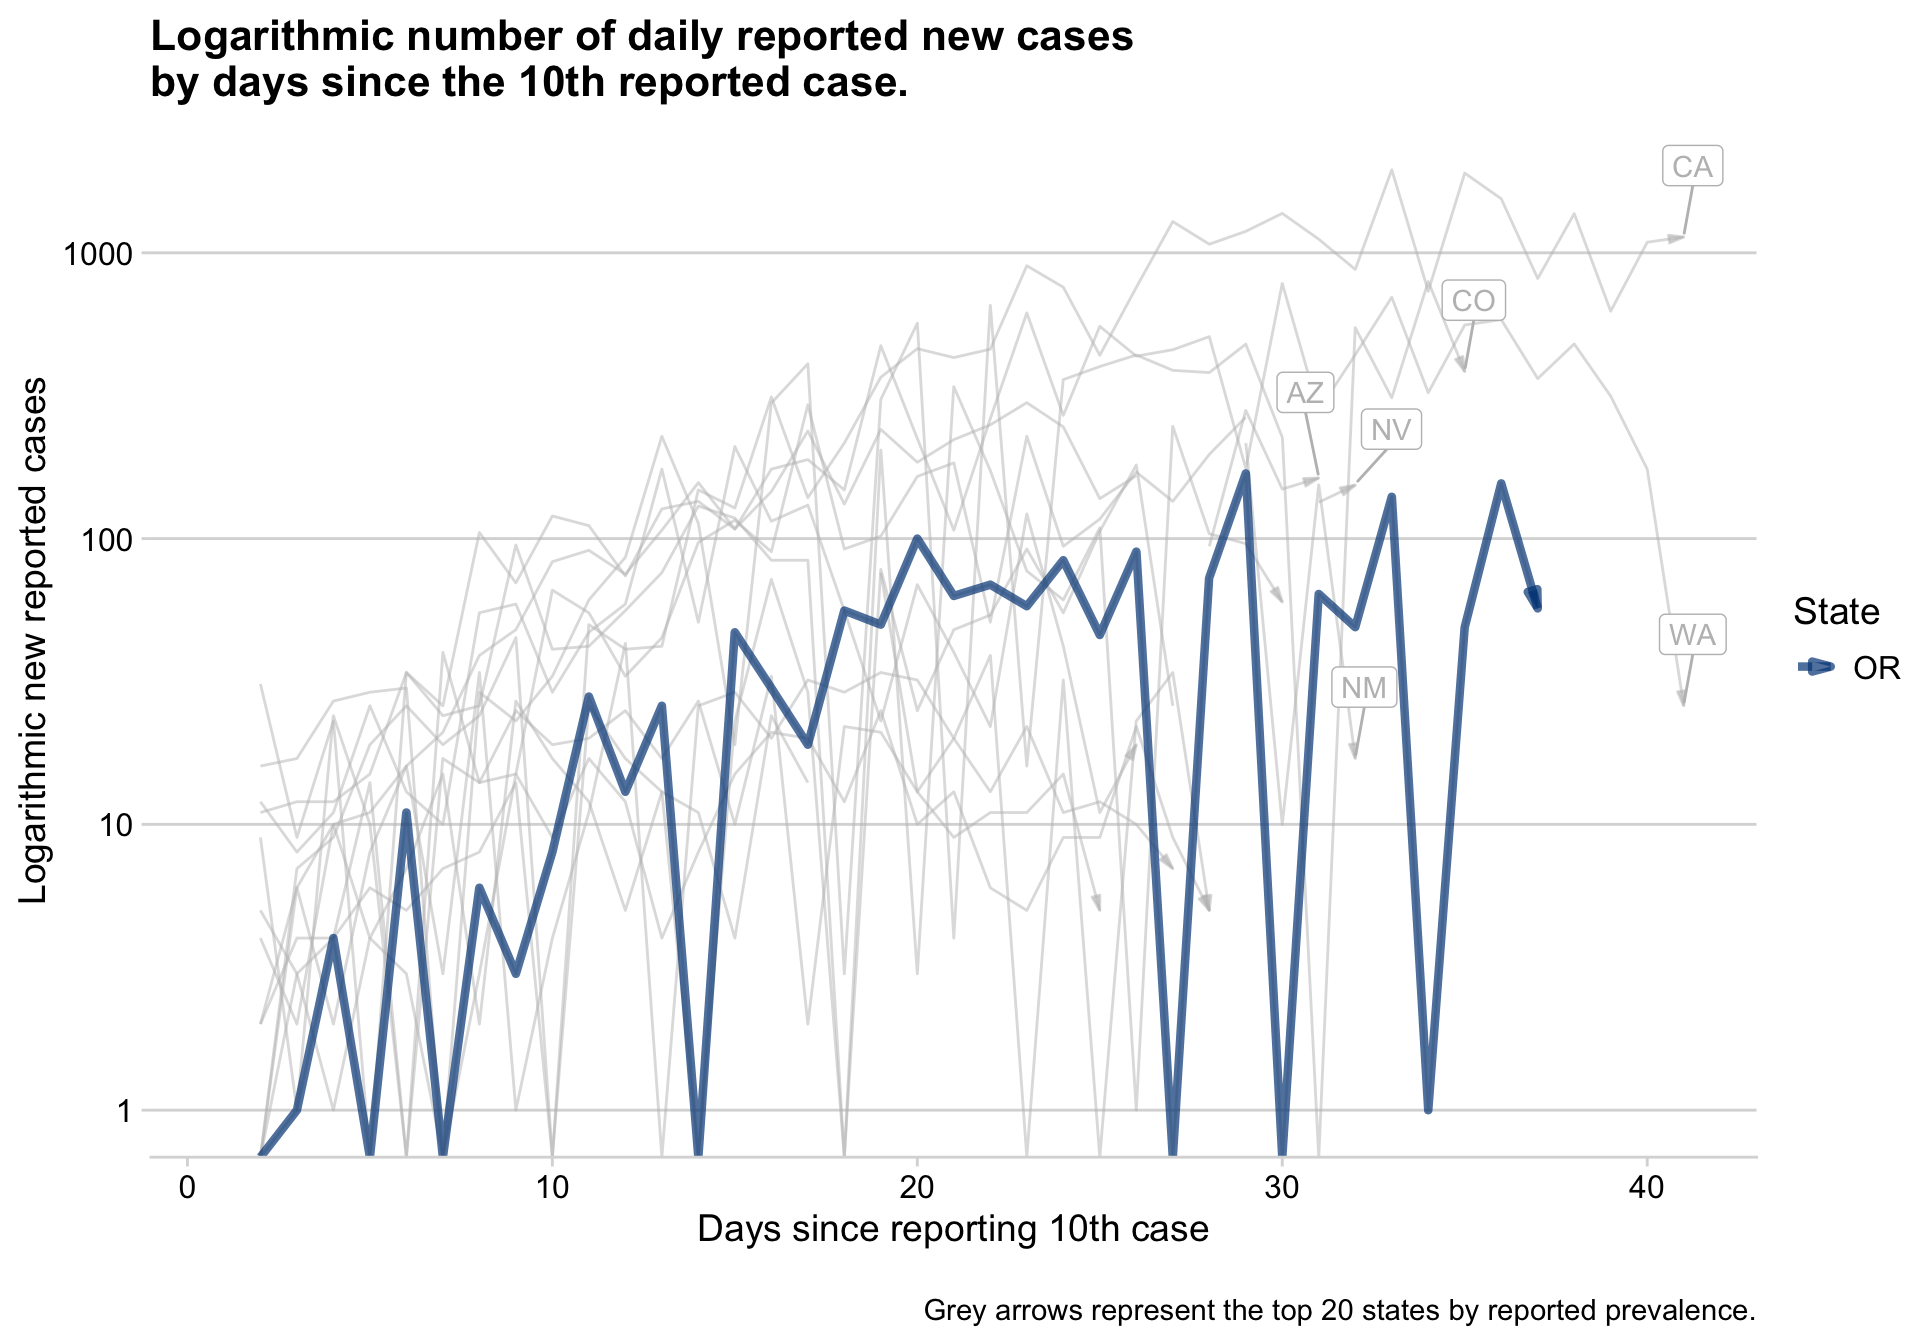 Logarithmic number of daily reported new cases
by days since the 10th reported case.
CA
1000
CO
AZ
NV
100
State
OR
WA
NM
10
1
Logarithmic new reported cases
0 10 20 30 40
Days since reporting 10th case
Grey arrows represent the top 20 states by reported prevalence.